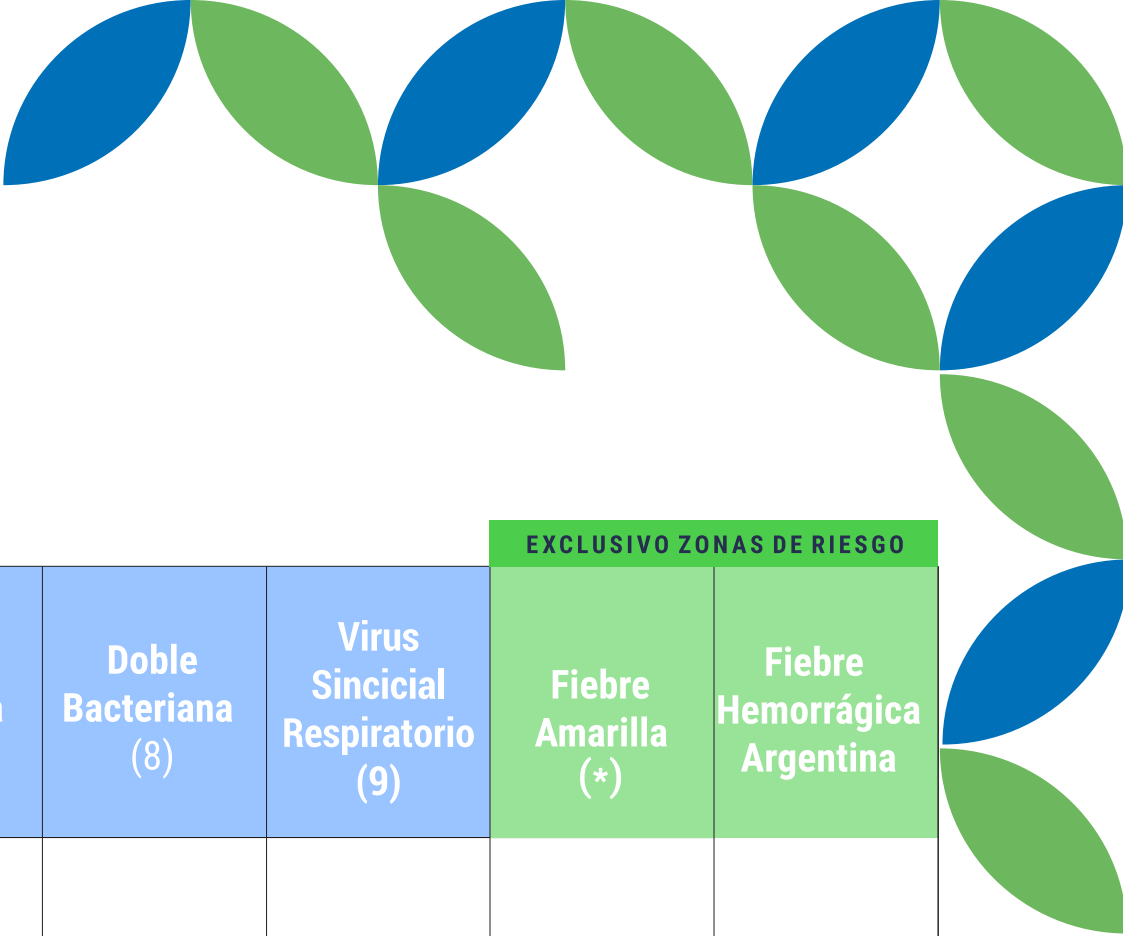 EXCLUSIVO ZONAS DE RIESGO
Doble
Bacteriana
(8)
Virus
Sincicial
Respiratorio
(9)
Fiebre
Amarilla
(*)
Fiebre
Hemorrágica
Argentina